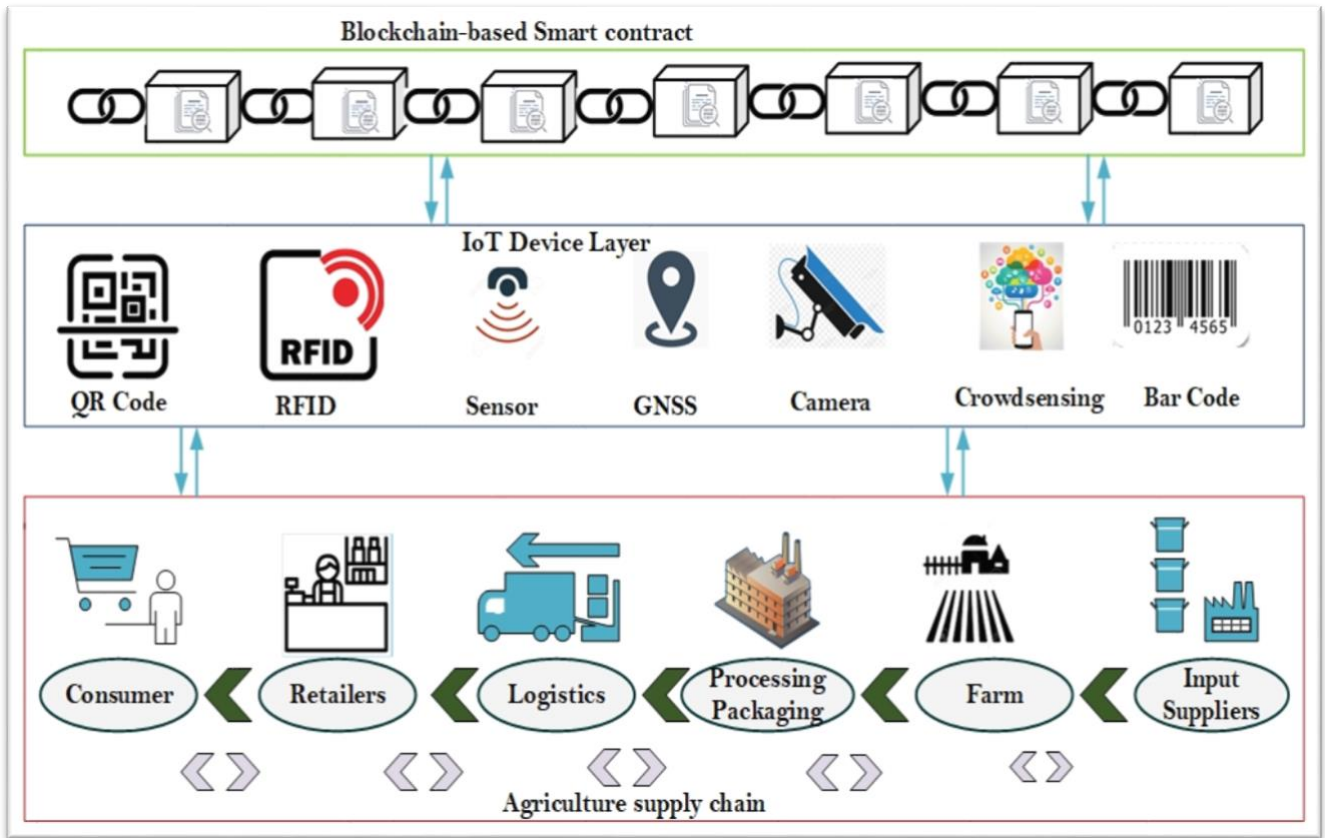 Blockchain-based Smart contract
IoT Device Layer
RFID
0123 4565
QR Code
RFID
Sensor
GNSS
Camera
Crowdsensing
Bar Code
Consumer
Retailers
Logistics
Processing
Packaging
Farm
Input
Suppliers
Agriculture supply chain